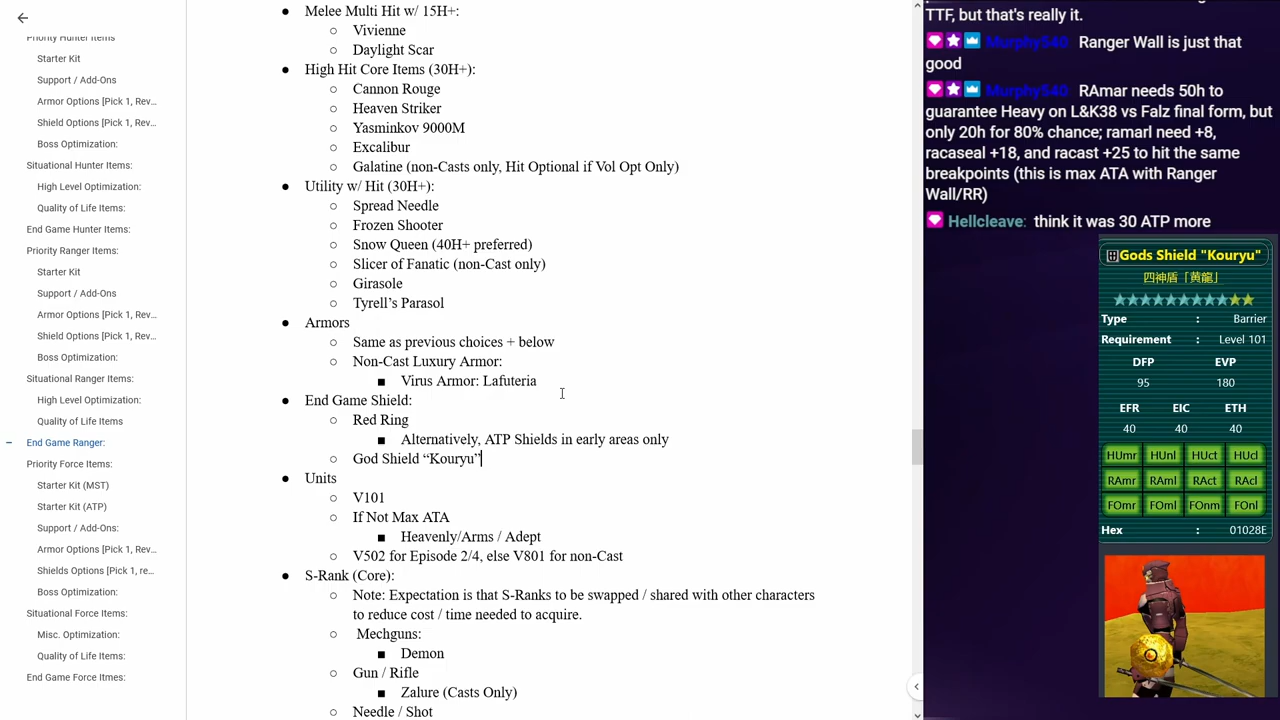 Priority Hunter Items
Starter Kit
Support / Add-Ons
Armor Options [Pick 1, Rev...
Shield Options [Pick 1, Rev...
Boss Optimization:
Situational Hunter Items:
High Level Optimization:
Quality of Life Items:
End Game Hunter Items:
Priority Ranger Items:
Starter Kit
Support / Add-Ons
Armor Options [Pick 1, Rev...
Shield Options [Pick 1, Rev...
Boss Optimization:
Situational Ranger Items:
High Level Optimization:
Quality of Life Items
End Game Ranger:
Priority Force Items:
Starter Kit (MST)
Starter Kit (ATP)
Support / Add-Ons:
Armor Options [Pick 1, Rev...
Shields Options [Pick 1, re...
Boss Optimization:
Situational Force Items:
Misc. Optimization:
Quality of Life Items:
End Game Force Itmes:
Melee Multi Hit w/ 15H+:
Vivienne
Daylight Scar
High Hit Core Items (30H+):
Cannon Rouge
Heaven Striker
Yasminkov 9000M
Excalibur
Galatine (non-Casts only, Hit Optional if Vol Opt Only)
Utility w/ Hit (30H+):
Spread Needle
Frozen Shooter
Snow Queen (40H+ preferred)
Slicer of Fanatic (non-Cast only)
Girasole
Tyrell’s Parasol
Armors
Same as previous choices + below
Non-Cast Luxury Armor:
Virus Armor: Lafuteria
End Game Shield:
Red Ring
Alternatively, ATP Shields in early areas only
God Shield “Kouryu”
Units
V101
If Not Max ATA
Heavenly/Arms / Adept
V502 for Episode 2/4, else V801 for non-Cast
S-Rank (Core):
Note: Expectation is that S-Ranks to be swapped / shared with other characters
to reduce cost / time needed to acquire.
Mechguns:
Demon
Gun / Rifle
Zalure (Casts Only)
Needle / Shot
TTF, but that's really it.
Murphy540 Ranger Wall is just that
good
Murphy540 RAmar needs 50h to
guarantee Heavy on L&K38 vs Falz final form, but
only 20h for 80% chance; ramarl need +8,
racaseal +18, and racast +25 to hit the same
breakpoints (this is max ATA with Ranger
Wall/RR)
Hellcleave: think it was 30 ATP more
Gods Shield "Kouryu"
四神盾「黄龍」
★★★★★★★★★★★
Type : Barrier
Requirement : Level 101
DFP EVP
95 180
EFR EIC ETH
40 40 40
HUmr HUnl HUct HUcl
RAmr RAml RAct RAcl
FOmr FOml FOnm FOnl
Hex : 01028E